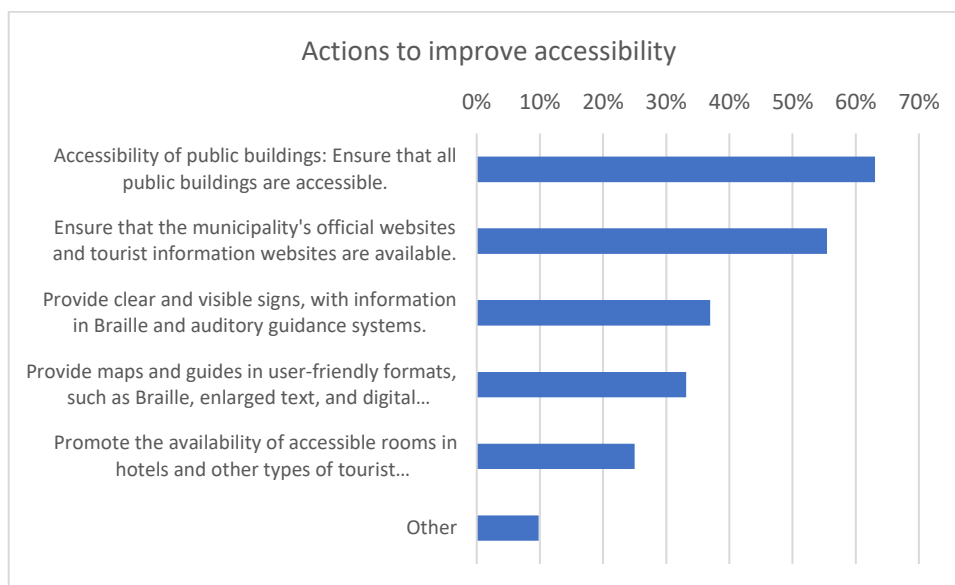 Actions to improve accessibility
0% 10% 20% 30% 40% 50% 60% 70%
Accessibility of public buildings: Ensure that all
public buildings are accessible.
Ensure that the municipality's official websites
and tourist information websites are available.
Provide clear and visible signs, with information
in Braille and auditory guidance systems.
Provide maps and guides in user-friendly formats,
such as Braille, enlarged text, and digital...
Promote the availability of accessible rooms in
hotels and other types of tourist...
Other